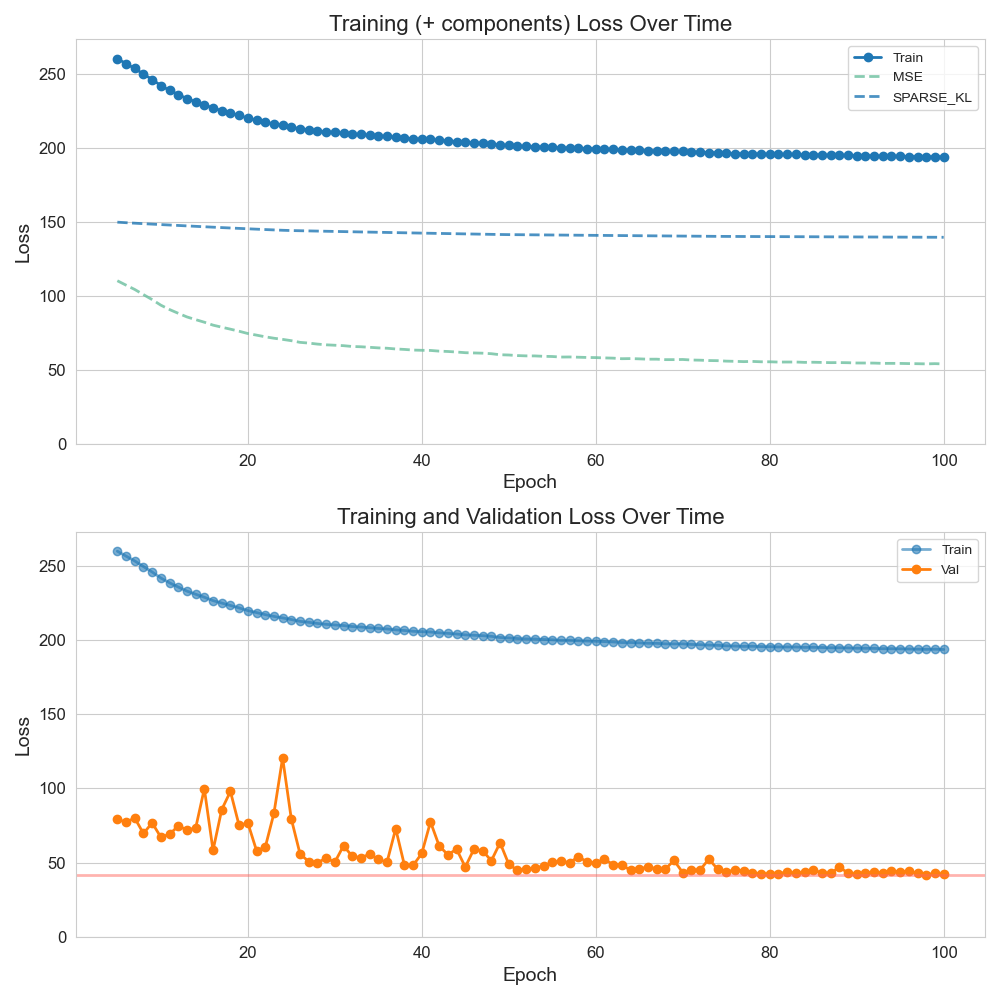 Training (+ components) Loss Over Time
Loss
250
200
150
100
50
0
Train
MSE
SPARSE_KL
20 40 60 80 100
Epoch
Training and Validation Loss Over Time
Loss
250
200
150
100
50
0
Train
Val
20 40 60 80 100
Epoch